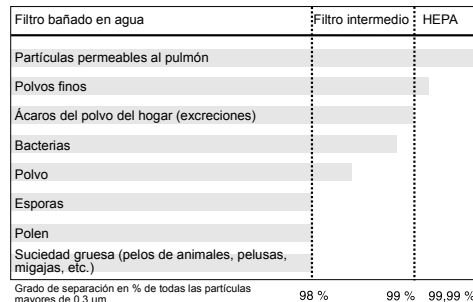 Filtro bañado en agua Filtro intermedio HEPA
Partículas permeables al pulmón
Polvos finos
Ácaros del polvo del hogar (excreciones)
Bacterias
Polvo
Esporas
Polen
Suciedad gruesa (pelos de animales, pelusas,
migajas, etc.)
Grado de separación en % de todas las partículas
mayores de 0,3 µm
98 % 99 % 99,99 %